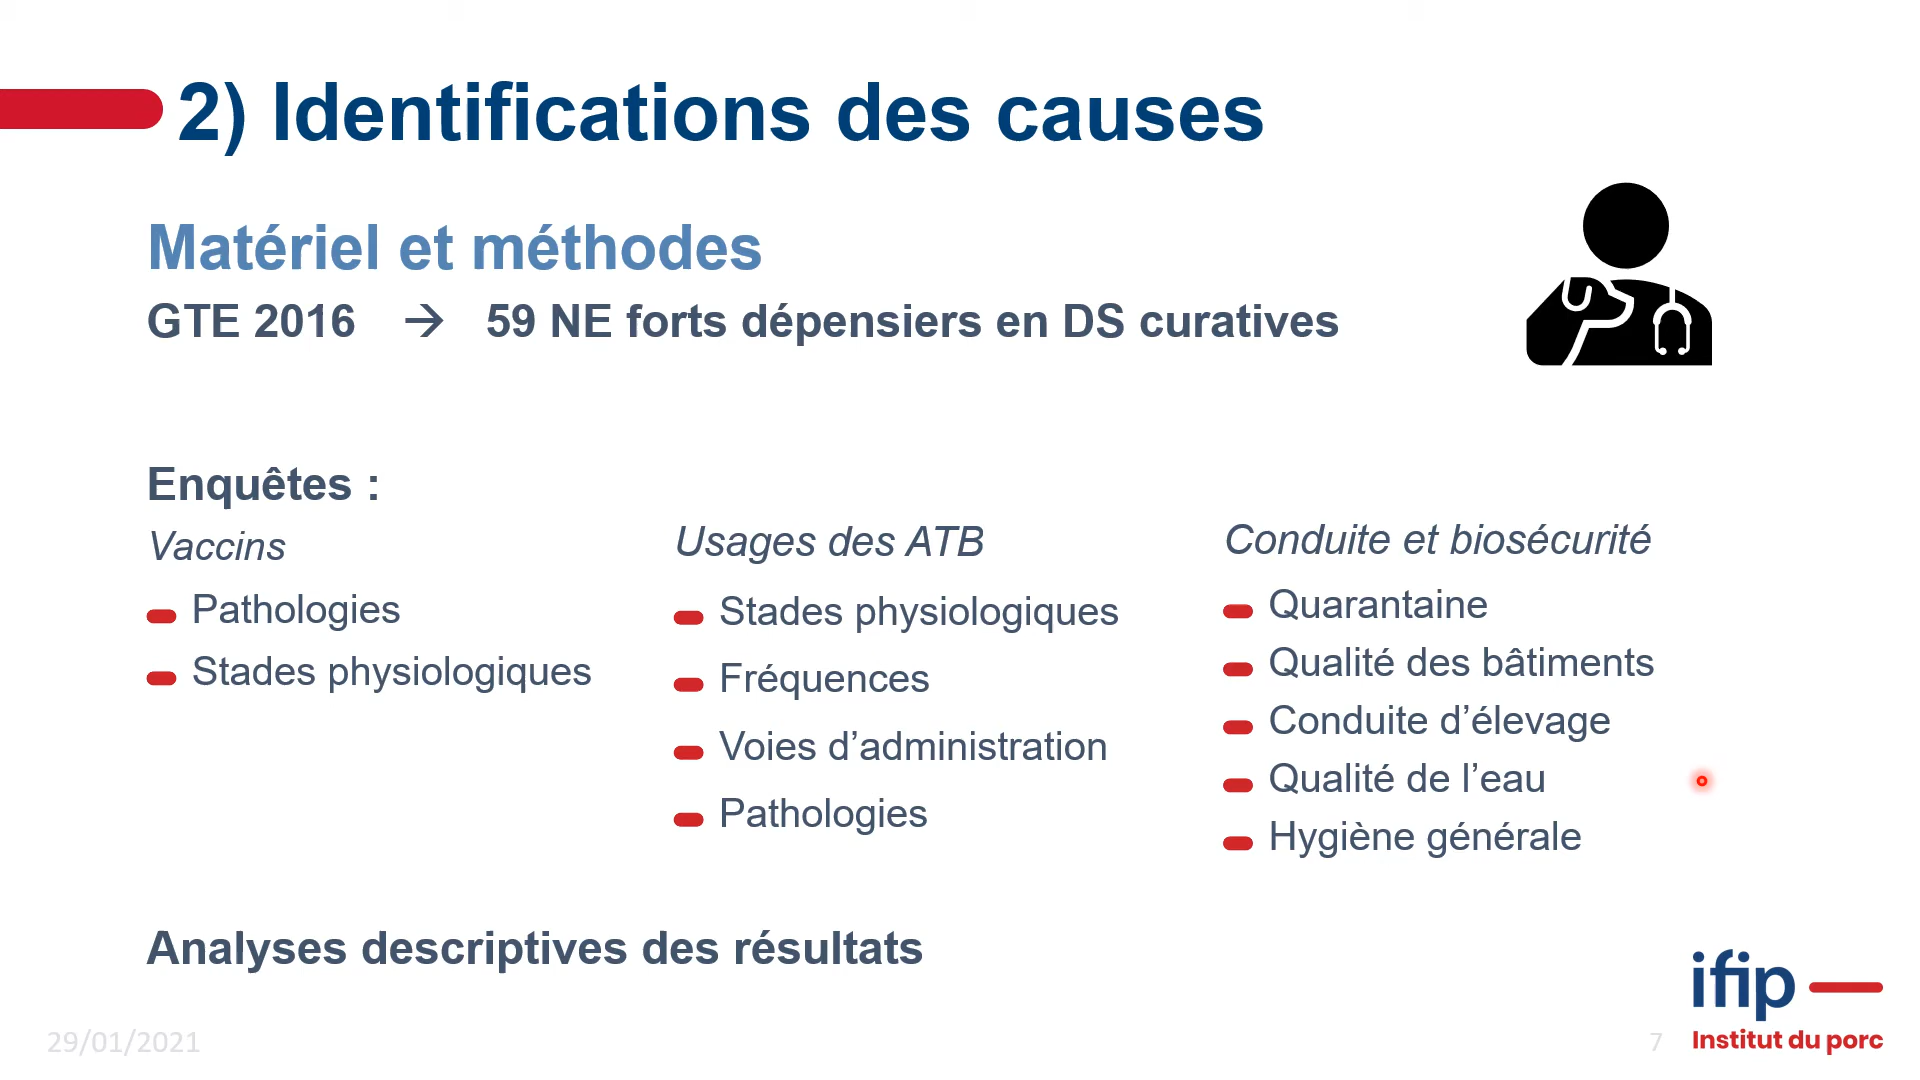 2) Identifications des causes
Matériel et méthodes
GTE 2016 → 59 NE forts dépensiers en DS curatives
Enquêtes :
Vaccins
Pathologies
Stades physiologiques
Usages des ATB
Stades physiologiques
Fréquences
Voies d’administration
Pathologies
Conduite et biosécurité
Quarantaine
Qualité des bâtiments
Conduite d’élevage
Qualité de l’eau
Hygiène générale
Analyses descriptives des résultats
29/01/2021
7
ifip
Institut du porc